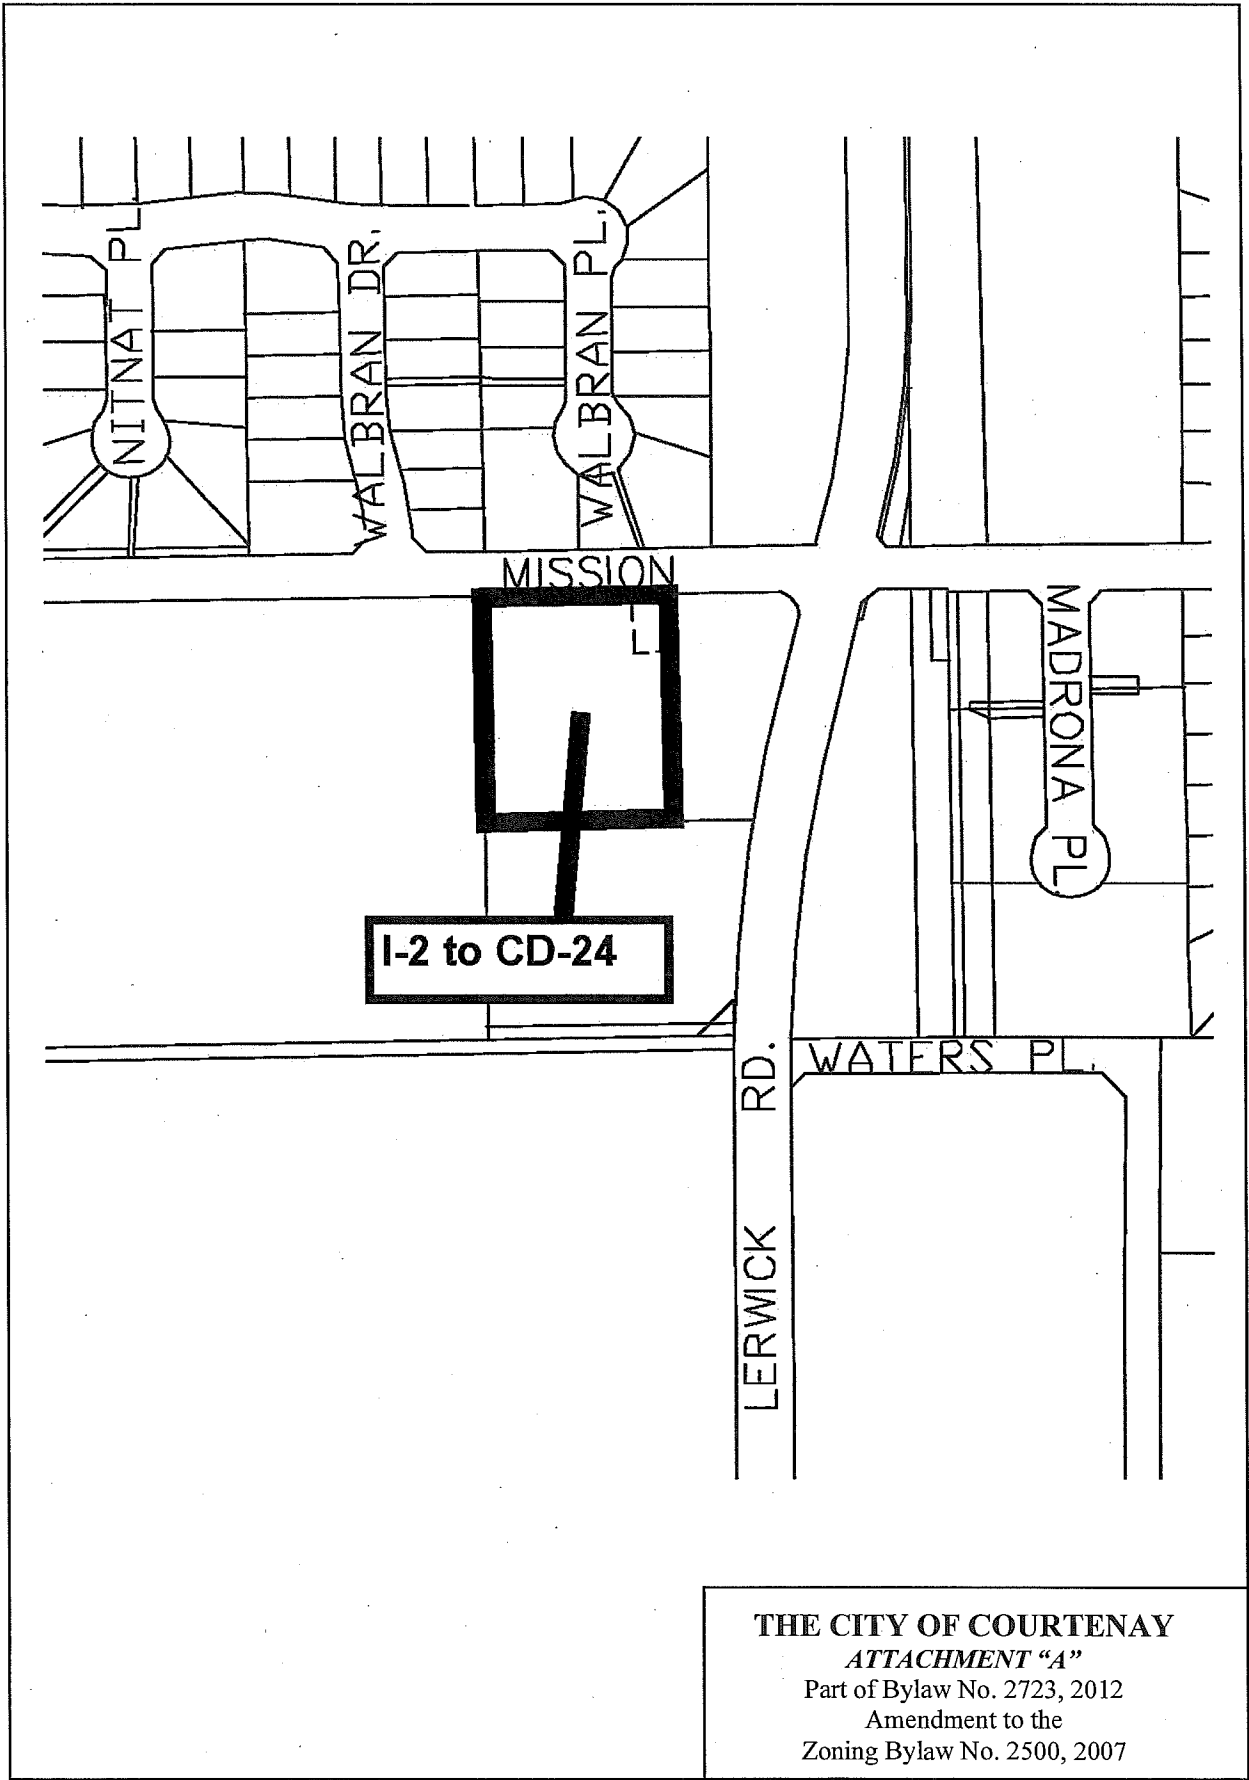 NITNAT PL.
WALBRAN DR.
WALBRAN PL.
MISSION
MADRONA PL.
I-2 to CD-24
WATERS PL.
LERWICK RD.
THE CITY OF COURTENAY
ATTACHMENT “A”
Part of Bylaw No. 2723, 2012
Amendment to the
Zoning Bylaw No. 2500, 2007